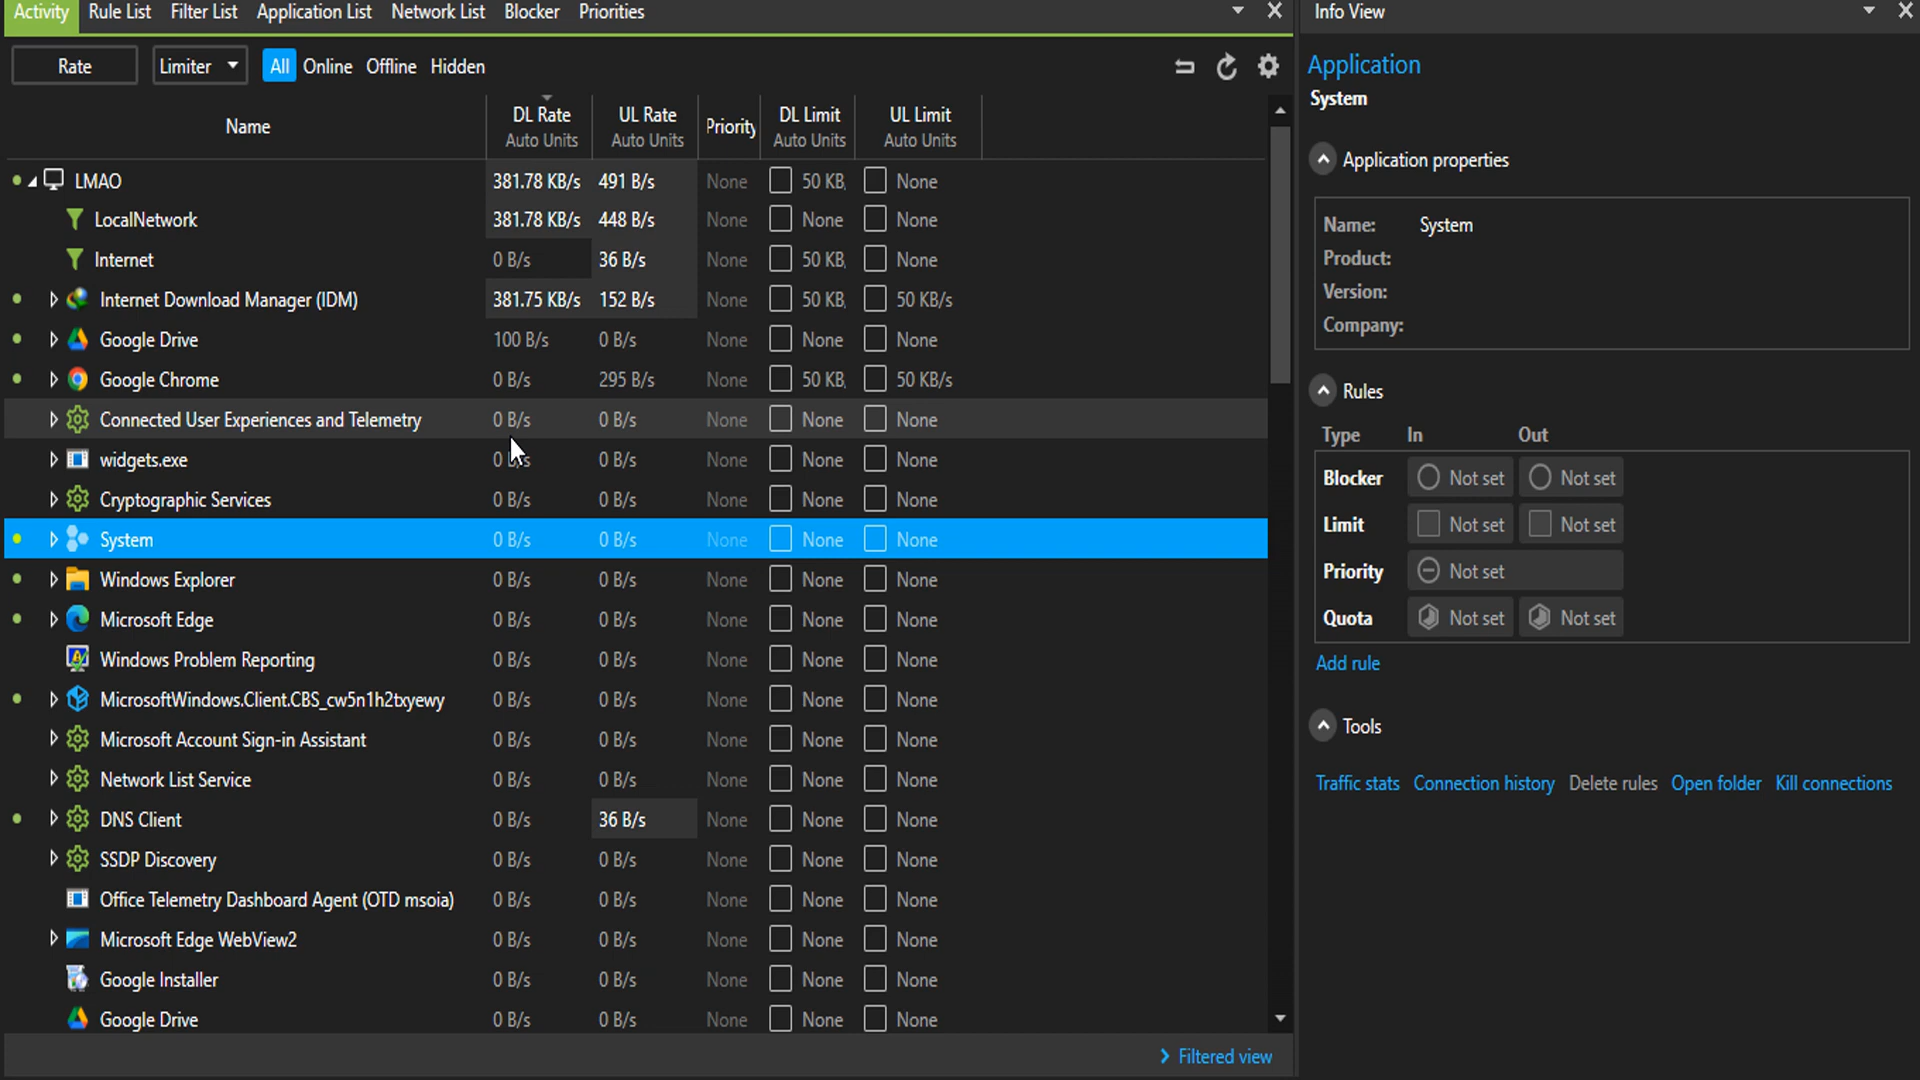 Activity Rule List Filter List Application List Network List Blocker Priorities
Rate Limiter All Online Offline Hidden
Name DL Rate UL Rate Priority DL Limit UL Limit
Auto Units Auto Units Auto Units Auto Units
LMAO 381.78 KB/s 491 B/s None 50 KB, None
LocalNetwork 381.78 KB/s 448 B/s None None None
Internet 0 B/s 36 B/s None 50 KB, None
Internet Download Manager (IDM) 381.75 KB/s 152 B/s None 50 KB, 50 KB/s
Google Drive 100 B/s 0 B/s None None None
Google Chrome 0 B/s 295 B/s None 50 KB, 50 KB/s
Connected User Experiences and Telemetry 0 B/s 0 B/s None None None
widgets.exe 0 B/s 0 B/s None None None
Cryptographic Services 0 B/s 0 B/s None None None
System 0 B/s 0 B/s None None None
Windows Explorer 0 B/s 0 B/s None None None
Microsoft Edge 0 B/s 0 B/s None None None
Windows Problem Reporting 0 B/s 0 B/s None None None
MicrosoftWindows.Client.CBS_cw5n1h2txyewy 0 B/s 0 B/s None None None
Microsoft Account Sign-in Assistant 0 B/s 0 B/s None None None
Network List Service 0 B/s 0 B/s None None None
DNS Client 0 B/s 36 B/s None None None
SSDP Discovery 0 B/s 0 B/s None None None
Office Telemetry Dashboard Agent (OTD msoia) 0 B/s 0 B/s None None None
Microsoft Edge WebView2 0 B/s 0 B/s None None None
Google Installer 0 B/s 0 B/s None None None
Google Drive 0 B/s 0 B/s None None None
Filtered view
Info View
Application
System
Application properties
Name: System
Product:
Version:
Company:
Rules
Type In Out
Blocker Not set Not set
Limit Not set Not set
Priority Not set
Quota Not set Not set
Add rule
Tools
Traffic stats Connection history Delete rules Open folder Kill connections